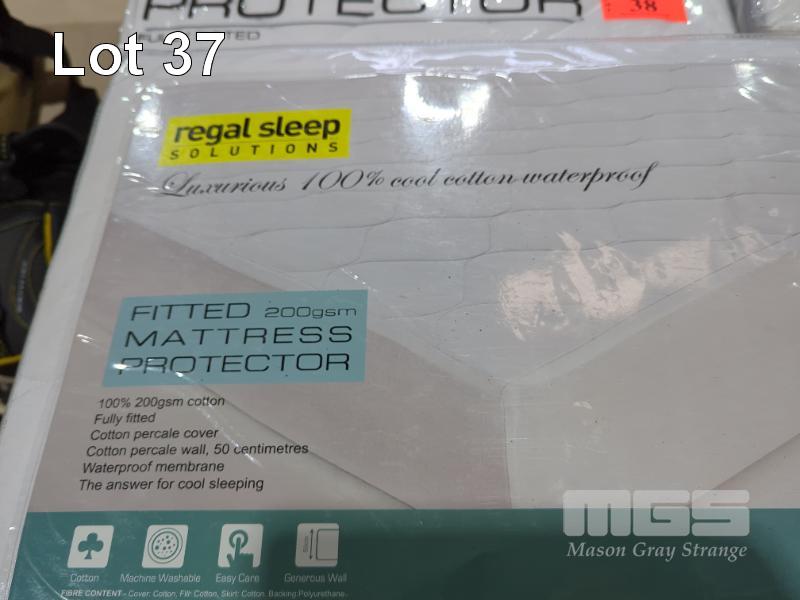 PROTECTOR
38
FULLY FITTED
Lot 37
regal sleep
SOLUTIONS
Luxurious 100% cool cotton waterproof
FITTED 200gsm
MATTRESS
PROTECTOR
100% 200gsm cotton
Fully fitted
Cotton percale cover
Cotton percale wall, 50 centimetres
Waterproof membrane
The answer for cool sleeping
MGS
Mason Gray Strange
Cotton Machine Washable Easy Care Generous Wall
FIBRE CONTENT - Cover: Cotton, Fill: Cotton, Skirt: Cotton. Backing:Polyurethane.